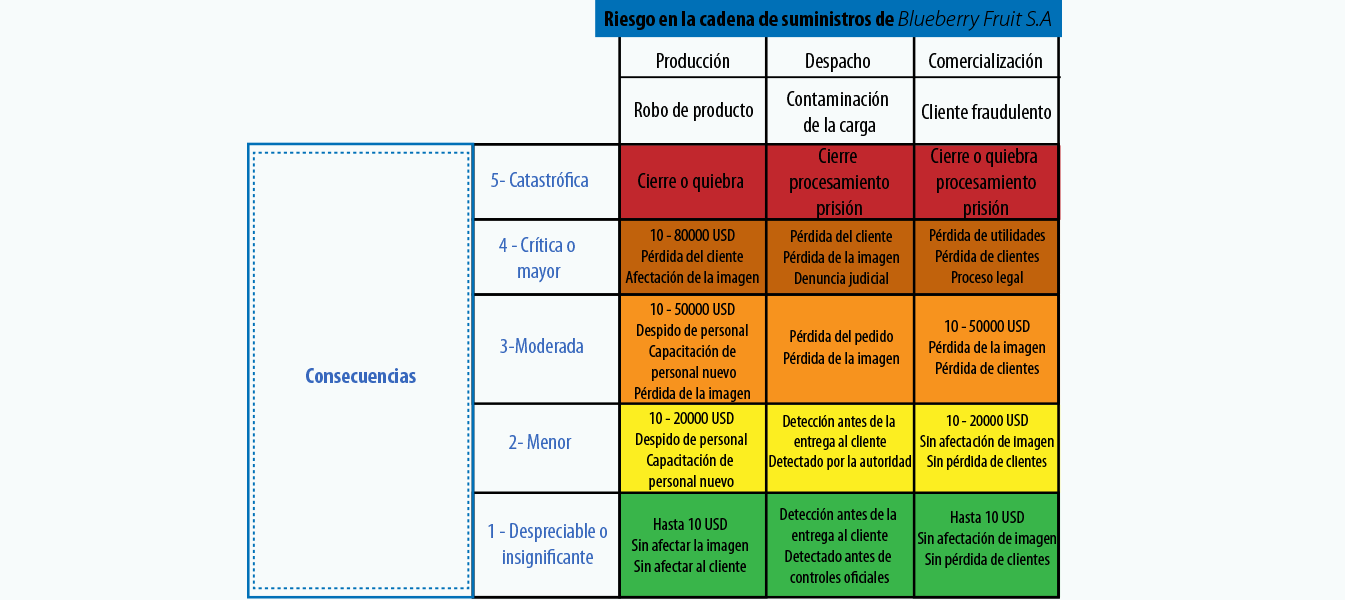 Riesgo en la cadena de suministros de Blueberry Fruit S.A
Producción
Despacho
Comercialización
Robo de producto
Contaminación
de la carga
Cliente fraudulento
Consecuencias
5- Catastrófica
Cierre o quiebra
Cierre
procesamiento
prisión
Cierre o quiebra
procesamiento
prisión
4 - Crítica o
mayor
10 - 80000 USD
Pérdida del cliente
Afectación de la imagen
Pérdida del cliente
Pérdida de la imagen
Denuncia judicial
Pérdida de utilidades
Pérdida de clientes
Proceso legal
3-Moderada
10 - 50000 USD
Despido de personal
Capacitación de
personal nuevo
Pérdida de la imagen
Pérdida del pedido
Pérdida de la imagen
10 - 50000 USD
Pérdida de la imagen
Pérdida de clientes
2- Menor
10 - 20000 USD
Despido de personal
Capacitación de
personal nuevo
Detección antes de la
entrega al cliente
Detectado por la autoridad
10 - 20000 USD
Sin afectación de imagen
Sin pérdida de clientes
1 - Despreciable o
insignificante
Hasta 10 USD
Sin afectar la imagen
Sin afectar al cliente
Detección antes de la
entrega al cliente
Detectado antes de
controles oficiales
Hasta 10 USD
Sin afectación de imagen
Sin pérdida de clientes